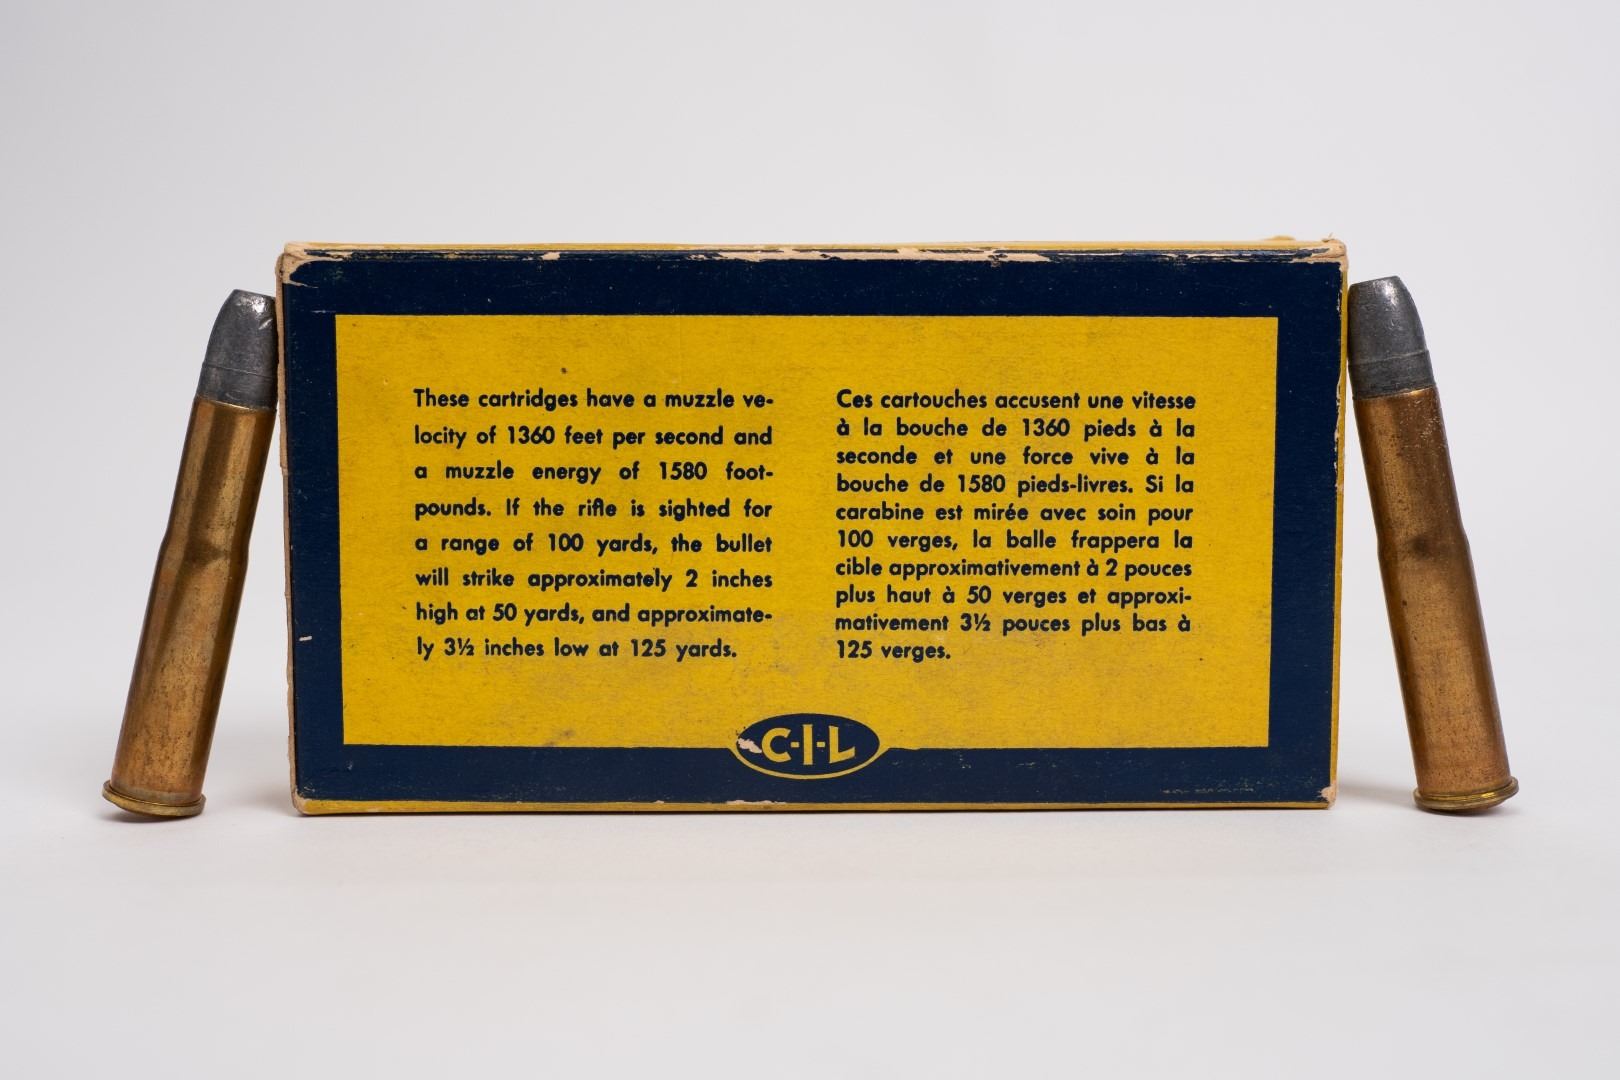 These cartridges have a muzzle ve-
locity of 1360 feet per second and
a muzzle energy of 1580 foot-
pounds. If the rifle is sighted for
a range of 100 yards, the bullet
will strike approximately 2 inches
high at 50 yards, and approximate-
ly 3½ inches low at 125 yards.
Ces cartouches accusent une vitesse
à la bouche de 1360 pieds à la
seconde et une force vive à la
bouche de 1580 pieds-livres. Si la
carabine est mirée avec soin pour
100 verges, la balle frappera la
cible approximativement à 2 pouces
plus haut à 50 verges et approxi-
mativement 3½ pouces plus bas à
125 verges.
C-I-L